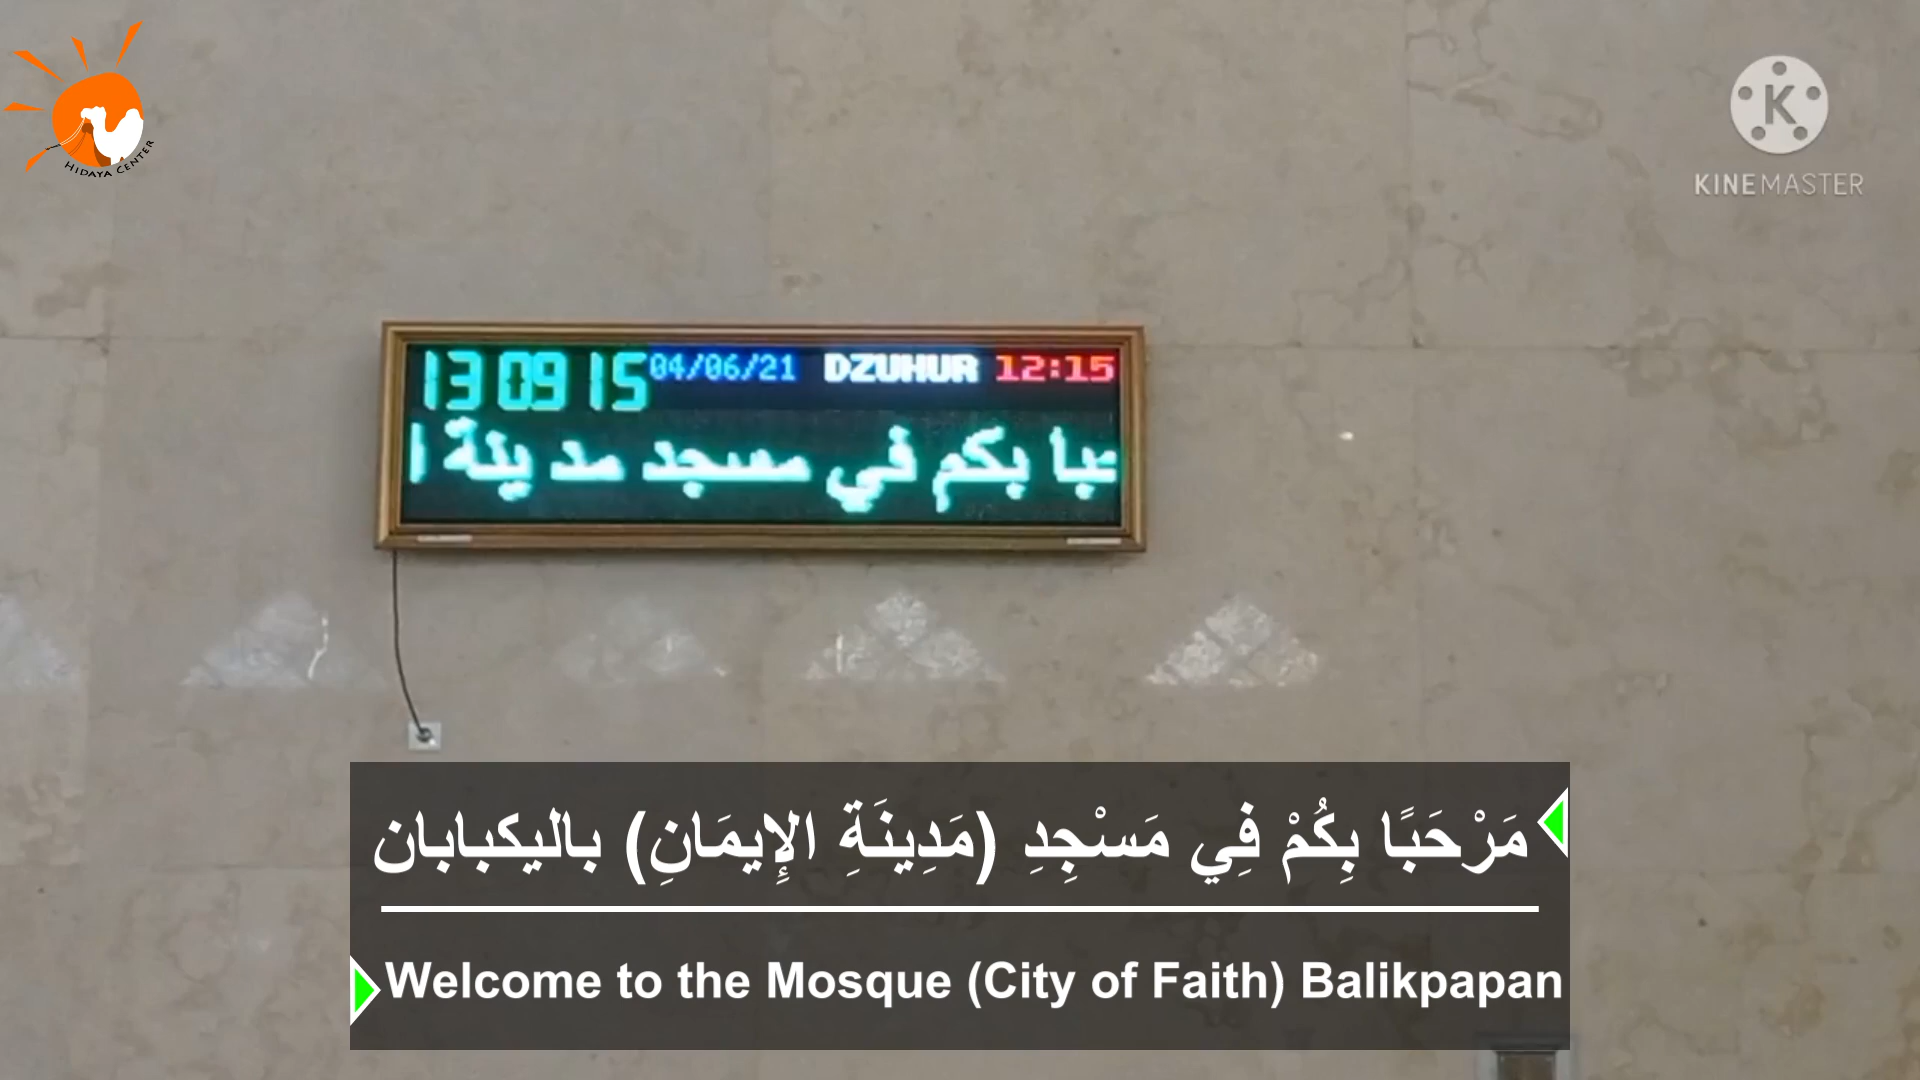 HIDAYA CENTER
K
KINEMASTER
13 09 15 04/06/21 DZUHUR 12:15
با بكم في مسجد مدينة ا
مَرْحَبًا بِكُمْ فِي مَسْجِدِ (مَدِينَةِ الإِيمَانِ) باليكبابان
Welcome to the Mosque (City of Faith) Balikpapan